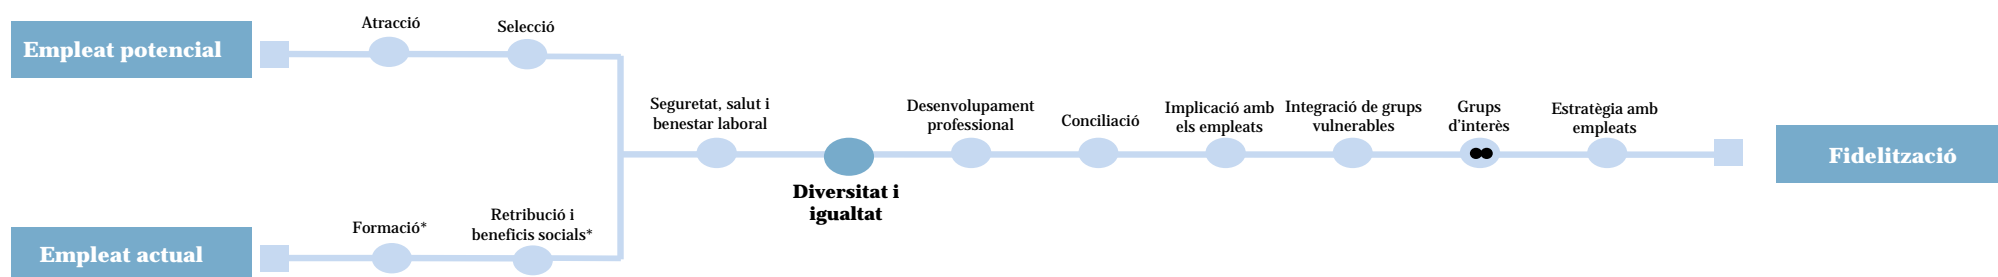 Empleat potencial
Atracció
Selecció
Seguretat, salut i
benestar laboral
Diversitat i
igualtat
Desenvolupament
professional
Conciliació
Implicació amb
els empleats
Integració de grups
vulnerables
Grups
d'interès
Estratègia amb
empleats
Fidelització
Empleat actual
Formació*
Retribució i
beneficis socials*